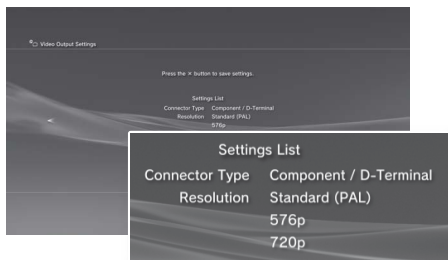 Video Output Settings
Press the × button to save settings.
Settings List
Connector Type Component / D-Terminal
Resolution Standard (PAL)
576p
Settings List
Connector Type Component / D-Terminal
Resolution Standard (PAL)
576p
720p